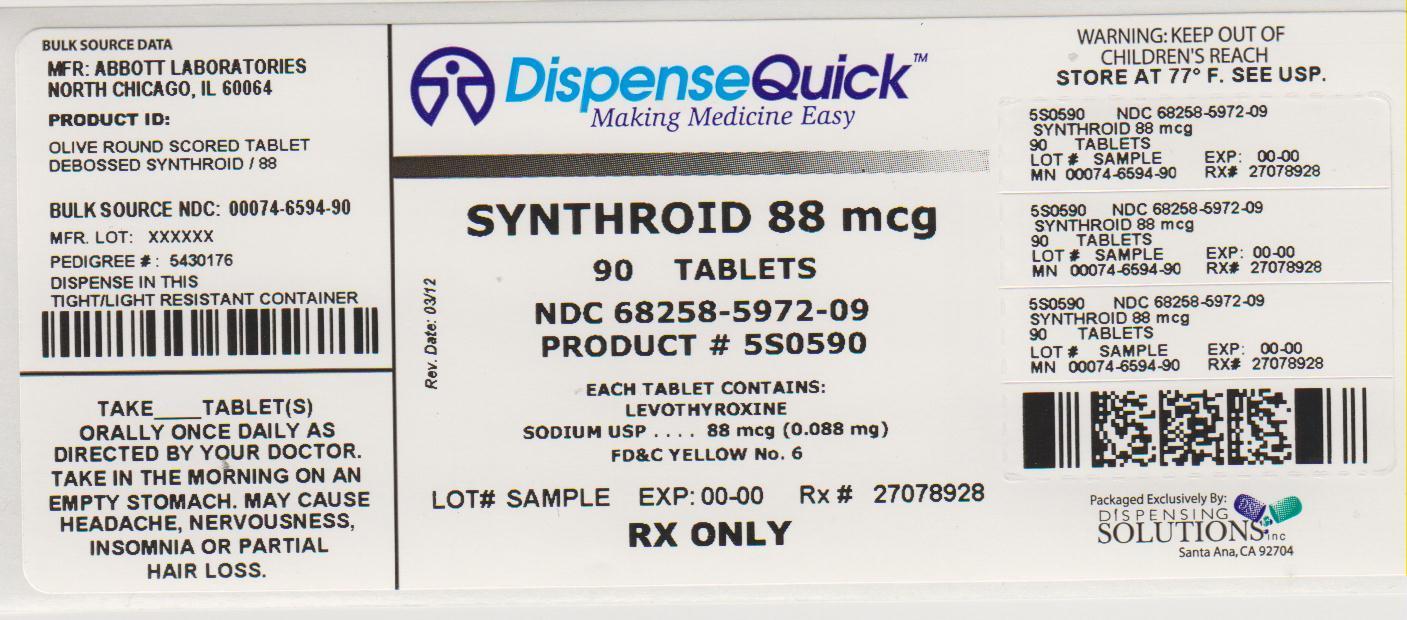 BULK SOURCE DATA
MFR: ABBOTT LABORATORIES
NORTH CHICAGO, IL 60064
PRODUCT ID:
OLIVE ROUND SCORED TABLET
DEBOSSED SYNTHROID / 88
BULK SOURCE NDC: 00074-6594-90
MFR. LOT: XXXXXX
PEDIGREE #: 5430176
DISPENSE IN THIS
TIGHT/LIGHT RESISTANT CONTAINER
TAKE____TABLET(S)
ORALLY ONCE DAILY AS
DIRECTED BY YOUR DOCTOR.
TAKE IN THE MORNING ON AN
EMPTY STOMACH. MAY CAUSE
HEADACHE, NERVOUSNESS,
INSOMNIA OR PARTIAL
HAIR LOSS.
DispenseQuick™
Making Medicine Easy
SYNTHROID 88 mcg
90 TABLETS
NDC 68258-5972-09
PRODUCT # 5S0590
Rev. Date: 03/12
EACH TABLET CONTAINS:
LEVOTHYROXINE
SODIUM USP .... 88 mcg (0.088 mg)
FD&C YELLOW No. 6
LOT# SAMPLE EXP: 00-00 Rx # 27078928
RX ONLY
WARNING: KEEP OUT OF
CHILDREN'S REACH
STORE AT 77° F. SEE USP.
5S0590 NDC 68258-5972-09
SYNTHROID 88 mcg
90 TABLETS
LOT # SAMPLE EXP: 00-00
MN 00074-6594-90 RX# 27078928
5S0590 NDC 68258-5972-09
SYNTHROID 88 mcg
90 TABLETS
LOT # SAMPLE EXP: 00-00
MN 00074-6594-90 RX# 27078928
5S0590 NDC 68258-5972-09
SYNTHROID 88 mcg
90 TABLETS
LOT # SAMPLE EXP: 00-00
MN 00074-6594-90 RX# 27078928
Packaged Exclusively By:
DISPENSING
SOLUTIONS inc
Santa Ana, CA 92704